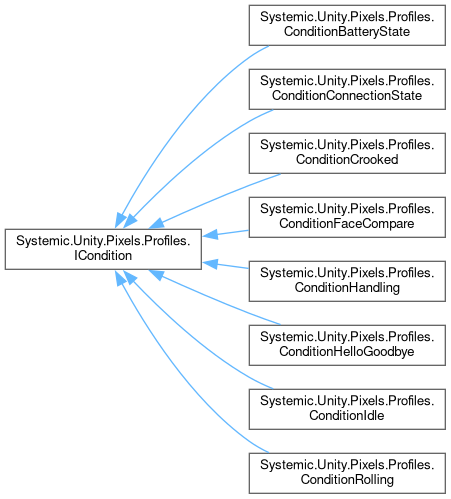 Systemic.Unity.Pixels.Profiles.
ConditionBatteryState
Systemic.Unity.Pixels.Profiles.
ConditionConnectionState
Systemic.Unity.Pixels.Profiles.
ConditionCrooked
Systemic.Unity.Pixels.Profiles.
ConditionFaceCompare
Systemic.Unity.Pixels.Profiles.
ICondition
Systemic.Unity.Pixels.Profiles.
ConditionHandling
Systemic.Unity.Pixels.Profiles.
ConditionHelloGoodbye
Systemic.Unity.Pixels.Profiles.
ConditionIdle
Systemic.Unity.Pixels.Profiles.
ConditionRolling